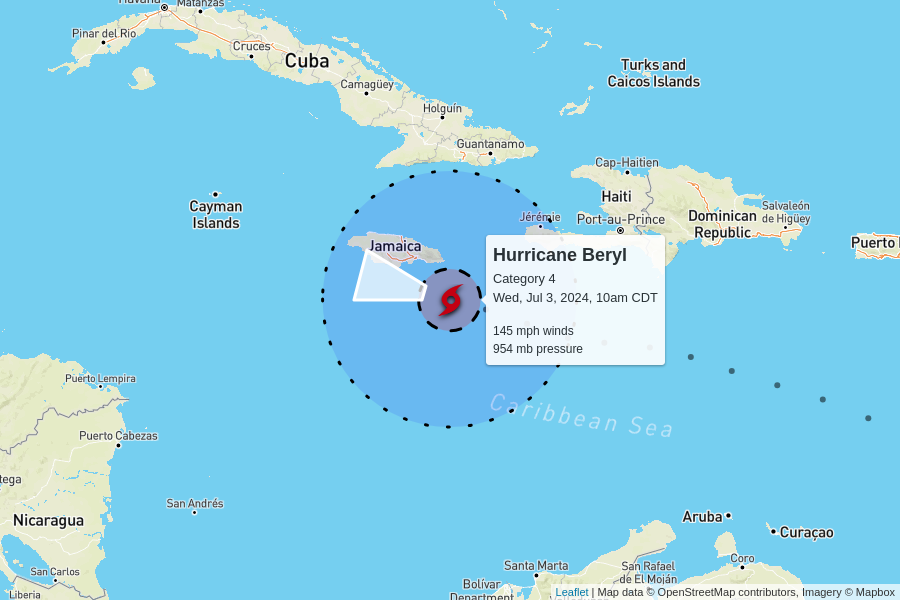 Havana
Matanzas
Pinar del Rio
Cruces
Cuba
Camagüey
Turks and
Caicos Islands
Holguín
Guantanamo
Cap-Haitien
Haiti
Cayman
Islands
Jérémie
Port-au-Prince
Dominican
Republic
Salvaleón
de Higüey
Puerto
Jamaica
Hurricane Beryl
Category 4
Wed, Jul 3, 2024, 10am CDT
145 mph winds
954 mb pressure
Puerto Lempira
Caribbean Sea
Puerto Cabezas
tega
San Andrés
Nicaragua
Aruba
Curaçao
San Carlos
Liberia
Santa Marta
San Rafael
de El Moján
Coro
Bolívar
Department
Leaflet | Map data © OpenStreetMap contributors, Imagery © Mapbox